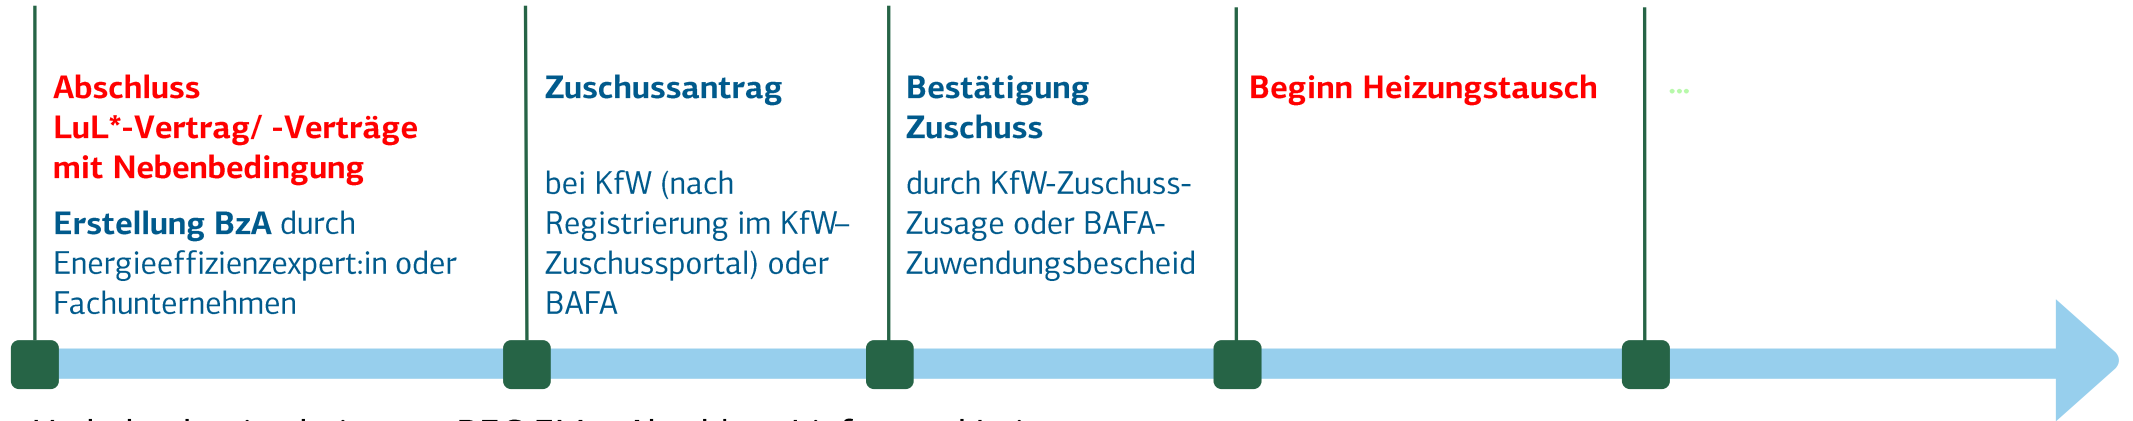 Abschluss
LuL*-Vertrag/ -Verträge
mit Nebenbedingung
Erstellung BzA durch
Energieeffizienzexpert:in oder
Fachunternehmen
Zuschussantrag
bei KfW (nach
Registrierung im KfW–
Zuschussportal) oder
BAFA
Bestätigung
Zuschuss
durch KfW-Zuschuss-
Zusage oder BAFA-
Zuwendungsbescheid
Beginn Heizungstausch
...